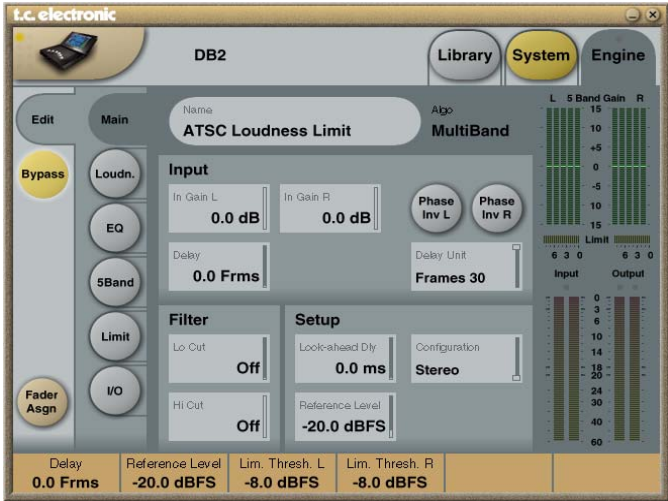 t.c. electronic
DB2
Library
System
Engine
Edit
Main
Name
ATSC Loudness Limit
Algo
MultiBand
L 5 Band Gain R
15
10
+5
0
-5
10
15
Limit
6 3 0
6 3 0
Bypass
Loudn.
Input
In Gain L
0.0 dB
In Gain R
0.0 dB
Phase
Inv L
Phase
Inv R
EQ
Delay
0.0 Frms
Delay Unit
Frames 30
5Band
Input
Output
0
3
6
10
14
18
20
24
30
40
60
Filter
Setup
Limit
Lo Cut
Off
Look-ahead Dly
0.0 ms
Configuration
Stereo
I/O
Hi Cut
Off
Reference Level
-20.0 dBFS
Fader
Asgn
Delay
0.0 Frms
Reference Level
-20.0 dBFS
Lim. Thresh. L
-8.0 dBFS
Lim. Thresh. R
-8.0 dBFS